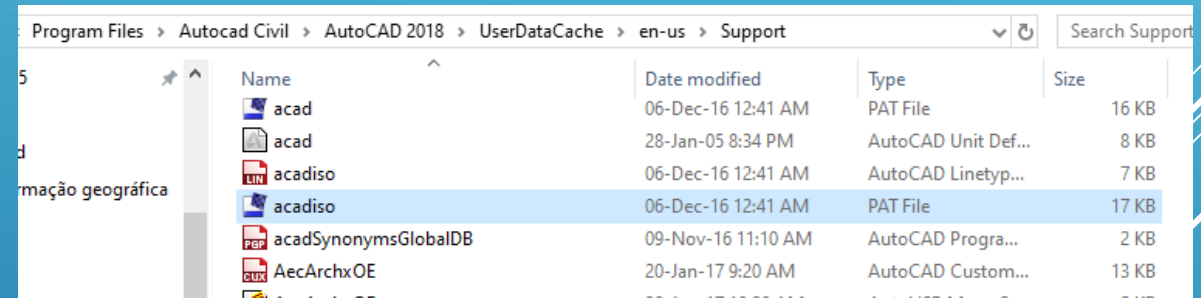 Program Files > Autocad Civil > AutoCAD 2018 > UserDataCache > en-us > Support Search Support
5 Name Date modified Type Size
acad 06-Dec-16 12:41 AM PAT File 16 KB
acad 28-Jan-05 8:34 PM AutoCAD Unit Def... 8 KB
d
acadiso 06-Dec-16 12:41 AM AutoCAD Linetyp... 7 KB
rmação geográfica
acadiso 06-Dec-16 12:41 AM PAT File 17 KB
acadSynonymsGlobalDB 09-Nov-16 11:10 AM AutoCAD Progra... 2 KB
AecArchxOE 20-Jan-17 9:20 AM AutoCAD Custom... 13 KB